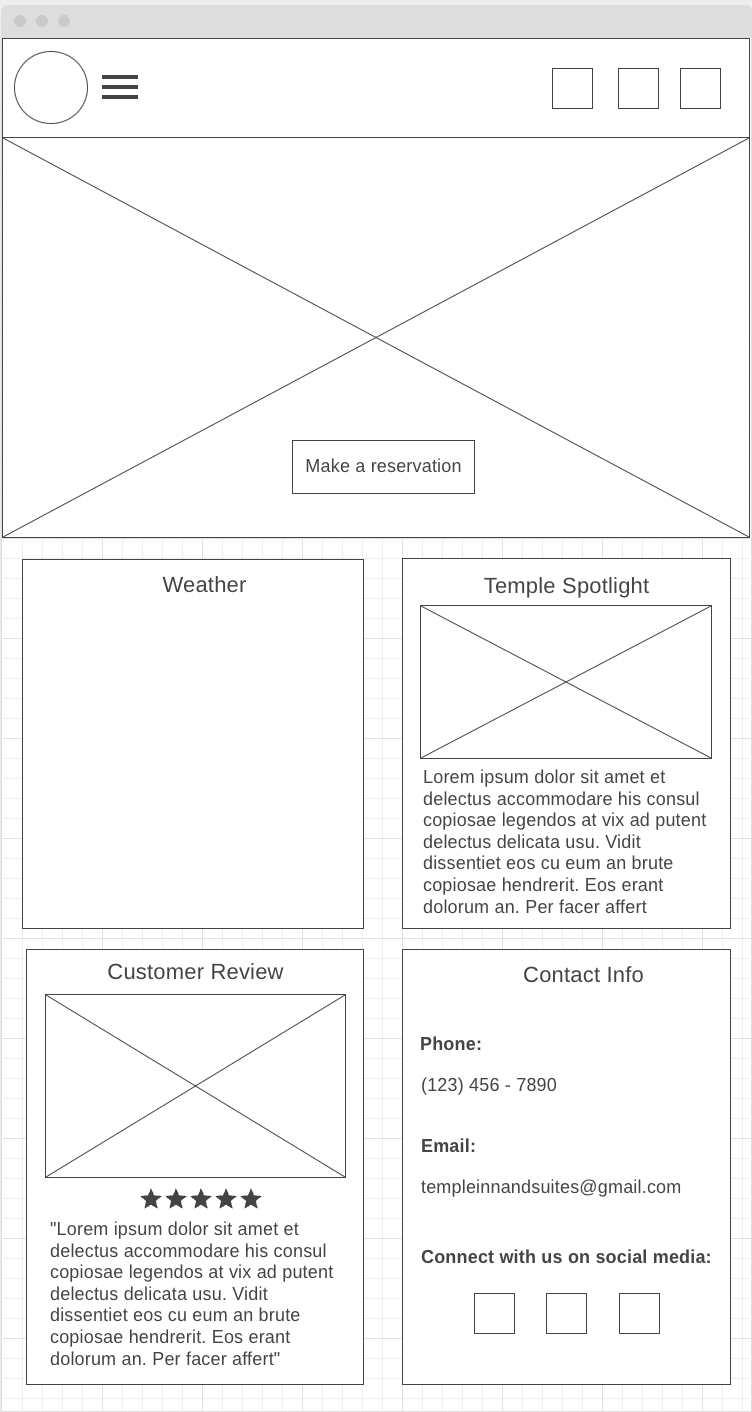 Make a reservation
Weather
Temple Spotlight
Lorem ipsum dolor sit amet et
delectus accommodare his consul
copiosae legendos at vix ad putent
delectus delicata usu. Vidit
dissentiet eos cu eum an brute
copiosae hendrerit. Eos erant
dolorum an. Per facer affert
Customer Review
"Lorem ipsum dolor sit amet et
delectus accommodare his consul
copiosae legendos at vix ad putent
delectus delicata usu. Vidit
dissentiet eos cu eum an brute
copiosae hendrerit. Eos erant
dolorum an. Per facer affert"
Contact Info
Phone:
(123) 456 - 7890
Email:
templeinnandsuites@gmail.com
Connect with us on social media: